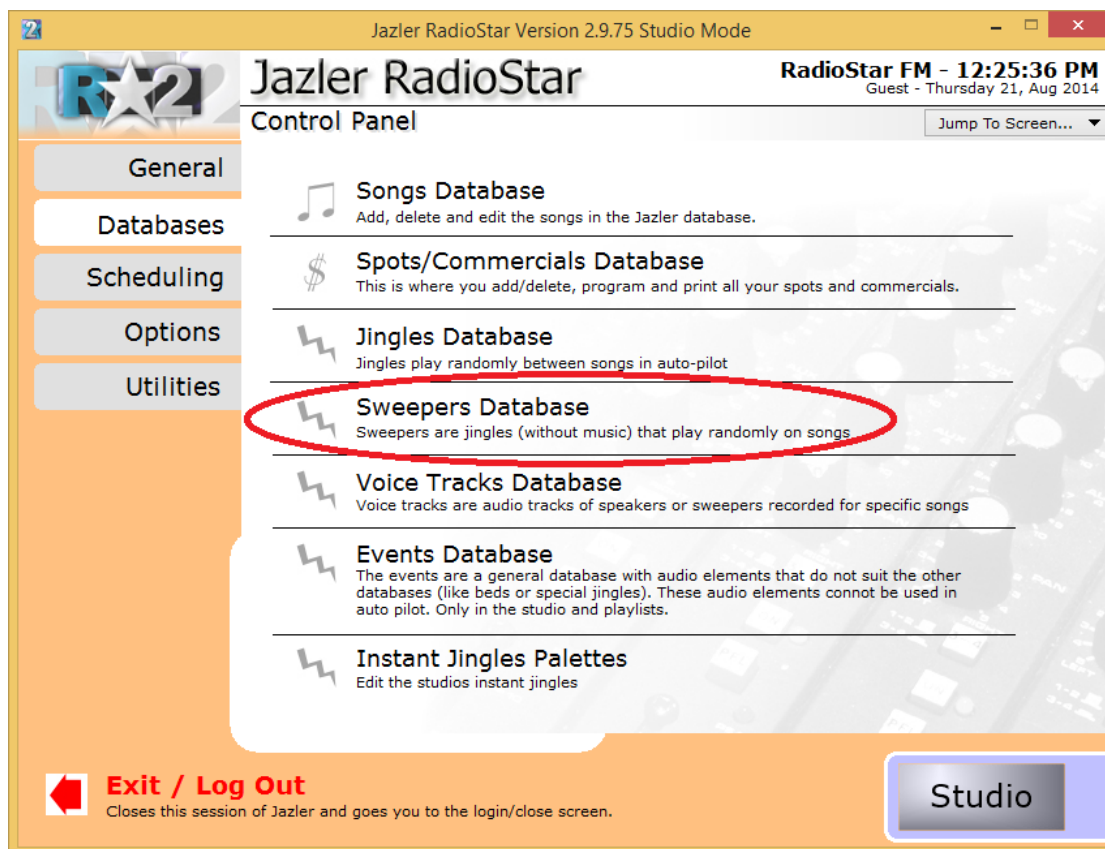 Jazler RadioStar Version 2.9.75 Studio Mode
R 2
Jazler RadioStar
RadioStar FM - 12:25:36 PM
Guest - Thursday 21, Aug 2014
Control Panel
Jump To Screen...
General
Databases
Scheduling
Options
Utilities
Songs Database
Add, delete and edit the songs in the Jazler database.
Spots/Commercials Database
This is where you add/delete, program and print all your spots and commercials.
Jingles Database
Jingles play randomly between songs in auto-pilot
Sweepers Database
Sweepers are jingles (without music) that play randomly on songs
Voice Tracks Database
Voice tracks are audio tracks of speakers or sweepers recorded for specific songs
Events Database
The events are a general database with audio elements that do not suit the other
databases (like beds or special jingles). These audio elements connot be used in
auto pilot. Only in the studio and playlists.
Instant Jingles Palettes
Edit the studios instant jingles
Exit / Log Out
Closes this session of Jazler and goes you to the login/close screen.
Studio